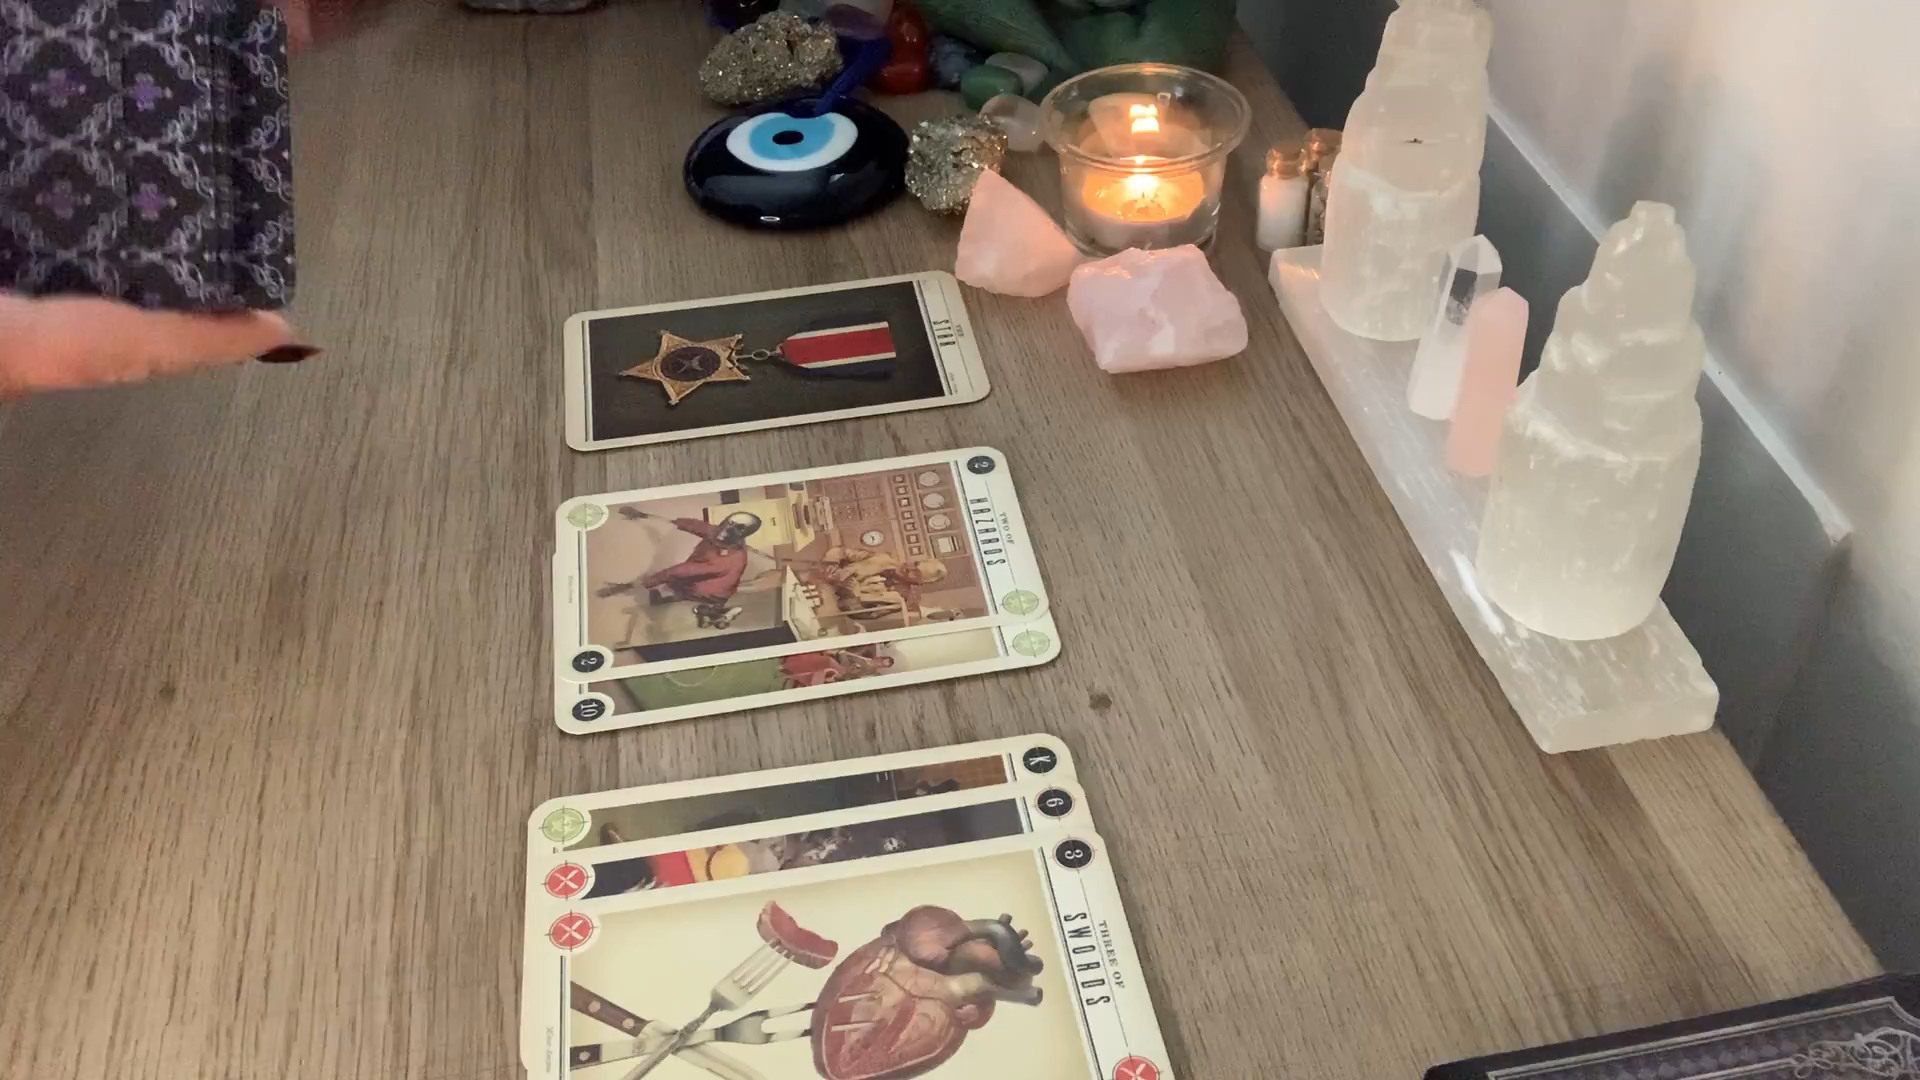 THE
STAR
2
TWO OF
HAZARDS
2
10
K
6
3
THREE OF
SWORDS